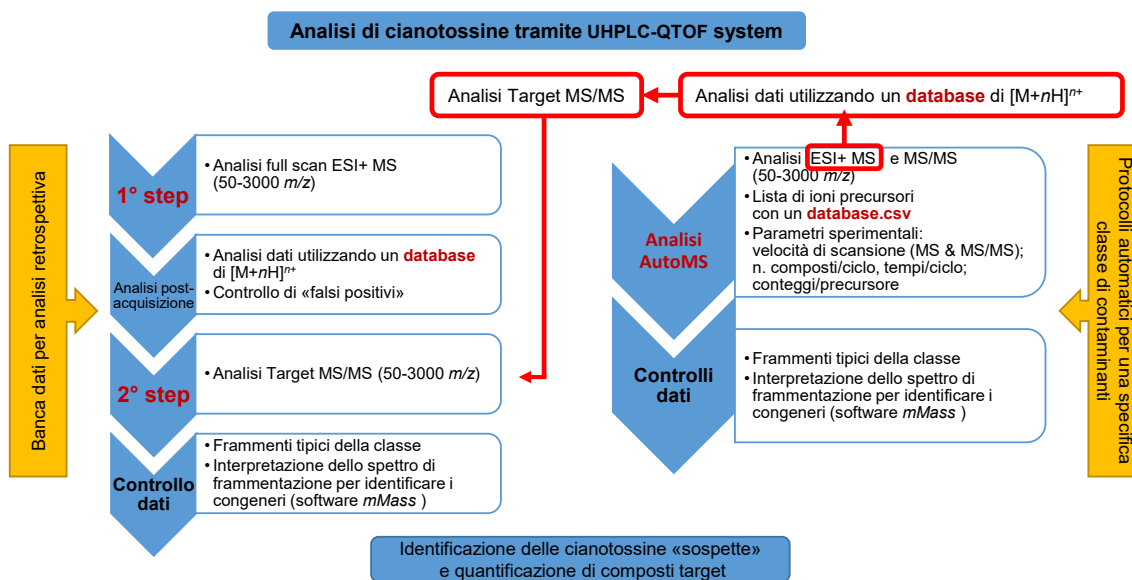 Analisi di cianotossine tramite UHPLC-QTOF system
Analisi Target MS/MS
Analisi dati utilizzando un database di [M+nH]ⁿ⁺
Banca dati per analisi retrospettiva
1° step
• Analisi full scan ESI+ MS
(50-3000 m/z)
Analisi post-
acquisizione
• Analisi dati utilizzando un database
di [M+nH]ⁿ⁺
• Controllo di «falsi positivi»
2° step
• Analisi Target MS/MS (50-3000 m/z)
Controllo
dati
• Frammenti tipici della classe
• Interpretazione dello spettro di
frammentazione per identificare i
congeneri (software mMass )
Analisi
AutoMS
• Analisi ESI+ MS e MS/MS
(50-3000 m/z)
• Lista di ioni precursori
con un database.csv
• Parametri sperimentali:
velocità di scansione (MS & MS/MS);
n. composti/ciclo, tempi/ciclo;
conteggi/precursore
Controlli
dati
• Frammenti tipici della classe
• Interpretazione dello spettro di
frammentazione per identificare i
congeneri (software mMass )
Protocolli automatici per una specifica
classe di contaminanti
Identificazione delle cianotossine «sospette»
e quantificazione di composti target